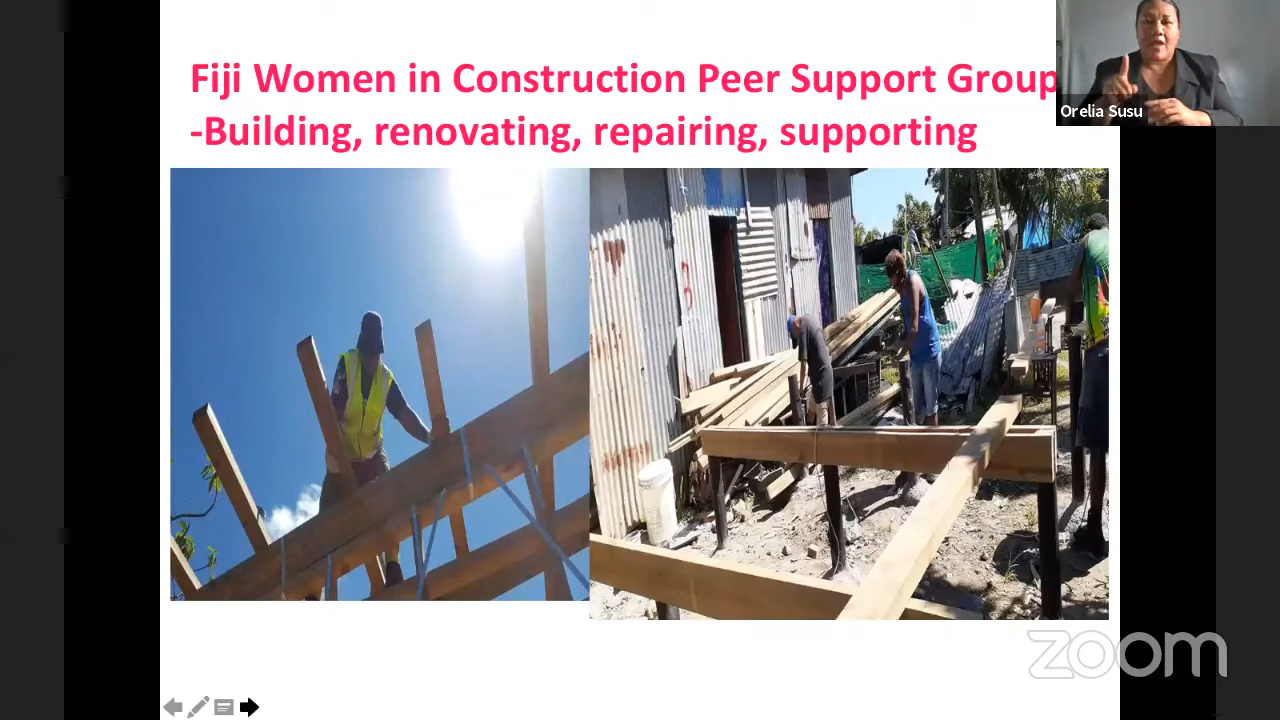 Fiji Women in Construction Peer Support Group
-Building, renovating, repairing, supporting
Orelia Susu
zoom